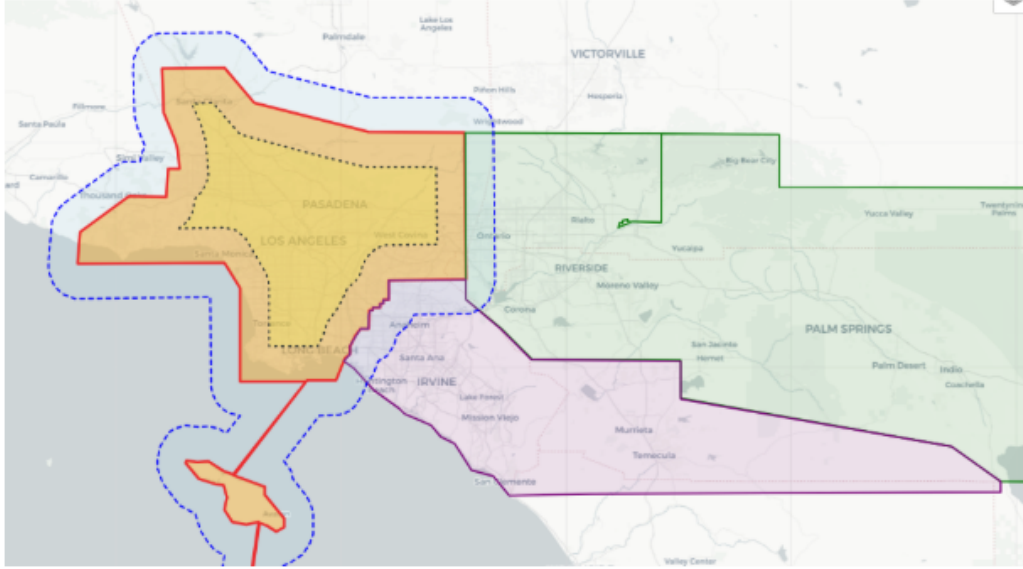 Lake Los
Angeles
Palmdale
VICTORVILLE
Fillmore
Piñon Hills
Hesperia
Santa Clarita
Santa Paula
Wrightwood
Simi Valley
Big Bear City
Camarillo
ard
Thousand Oaks
PASADENA
Twentynin
Palms
Yucca Valley
Rialto
LOS ANGELES
West Covina
Ontario
Yucaipa
Santa Monica
RIVERSIDE
Moreno Valley
Corona
Torrance
Anaheim
PALM SPRINGS
LONG BEACH
Santa Ana
San Jacinto
Hemet
Palm Desert
Indio
Coachella
IRVINE
Lake Forest
Mission Viejo
Murrieta
Temecula
San Clemente
Avalon
Valley Center